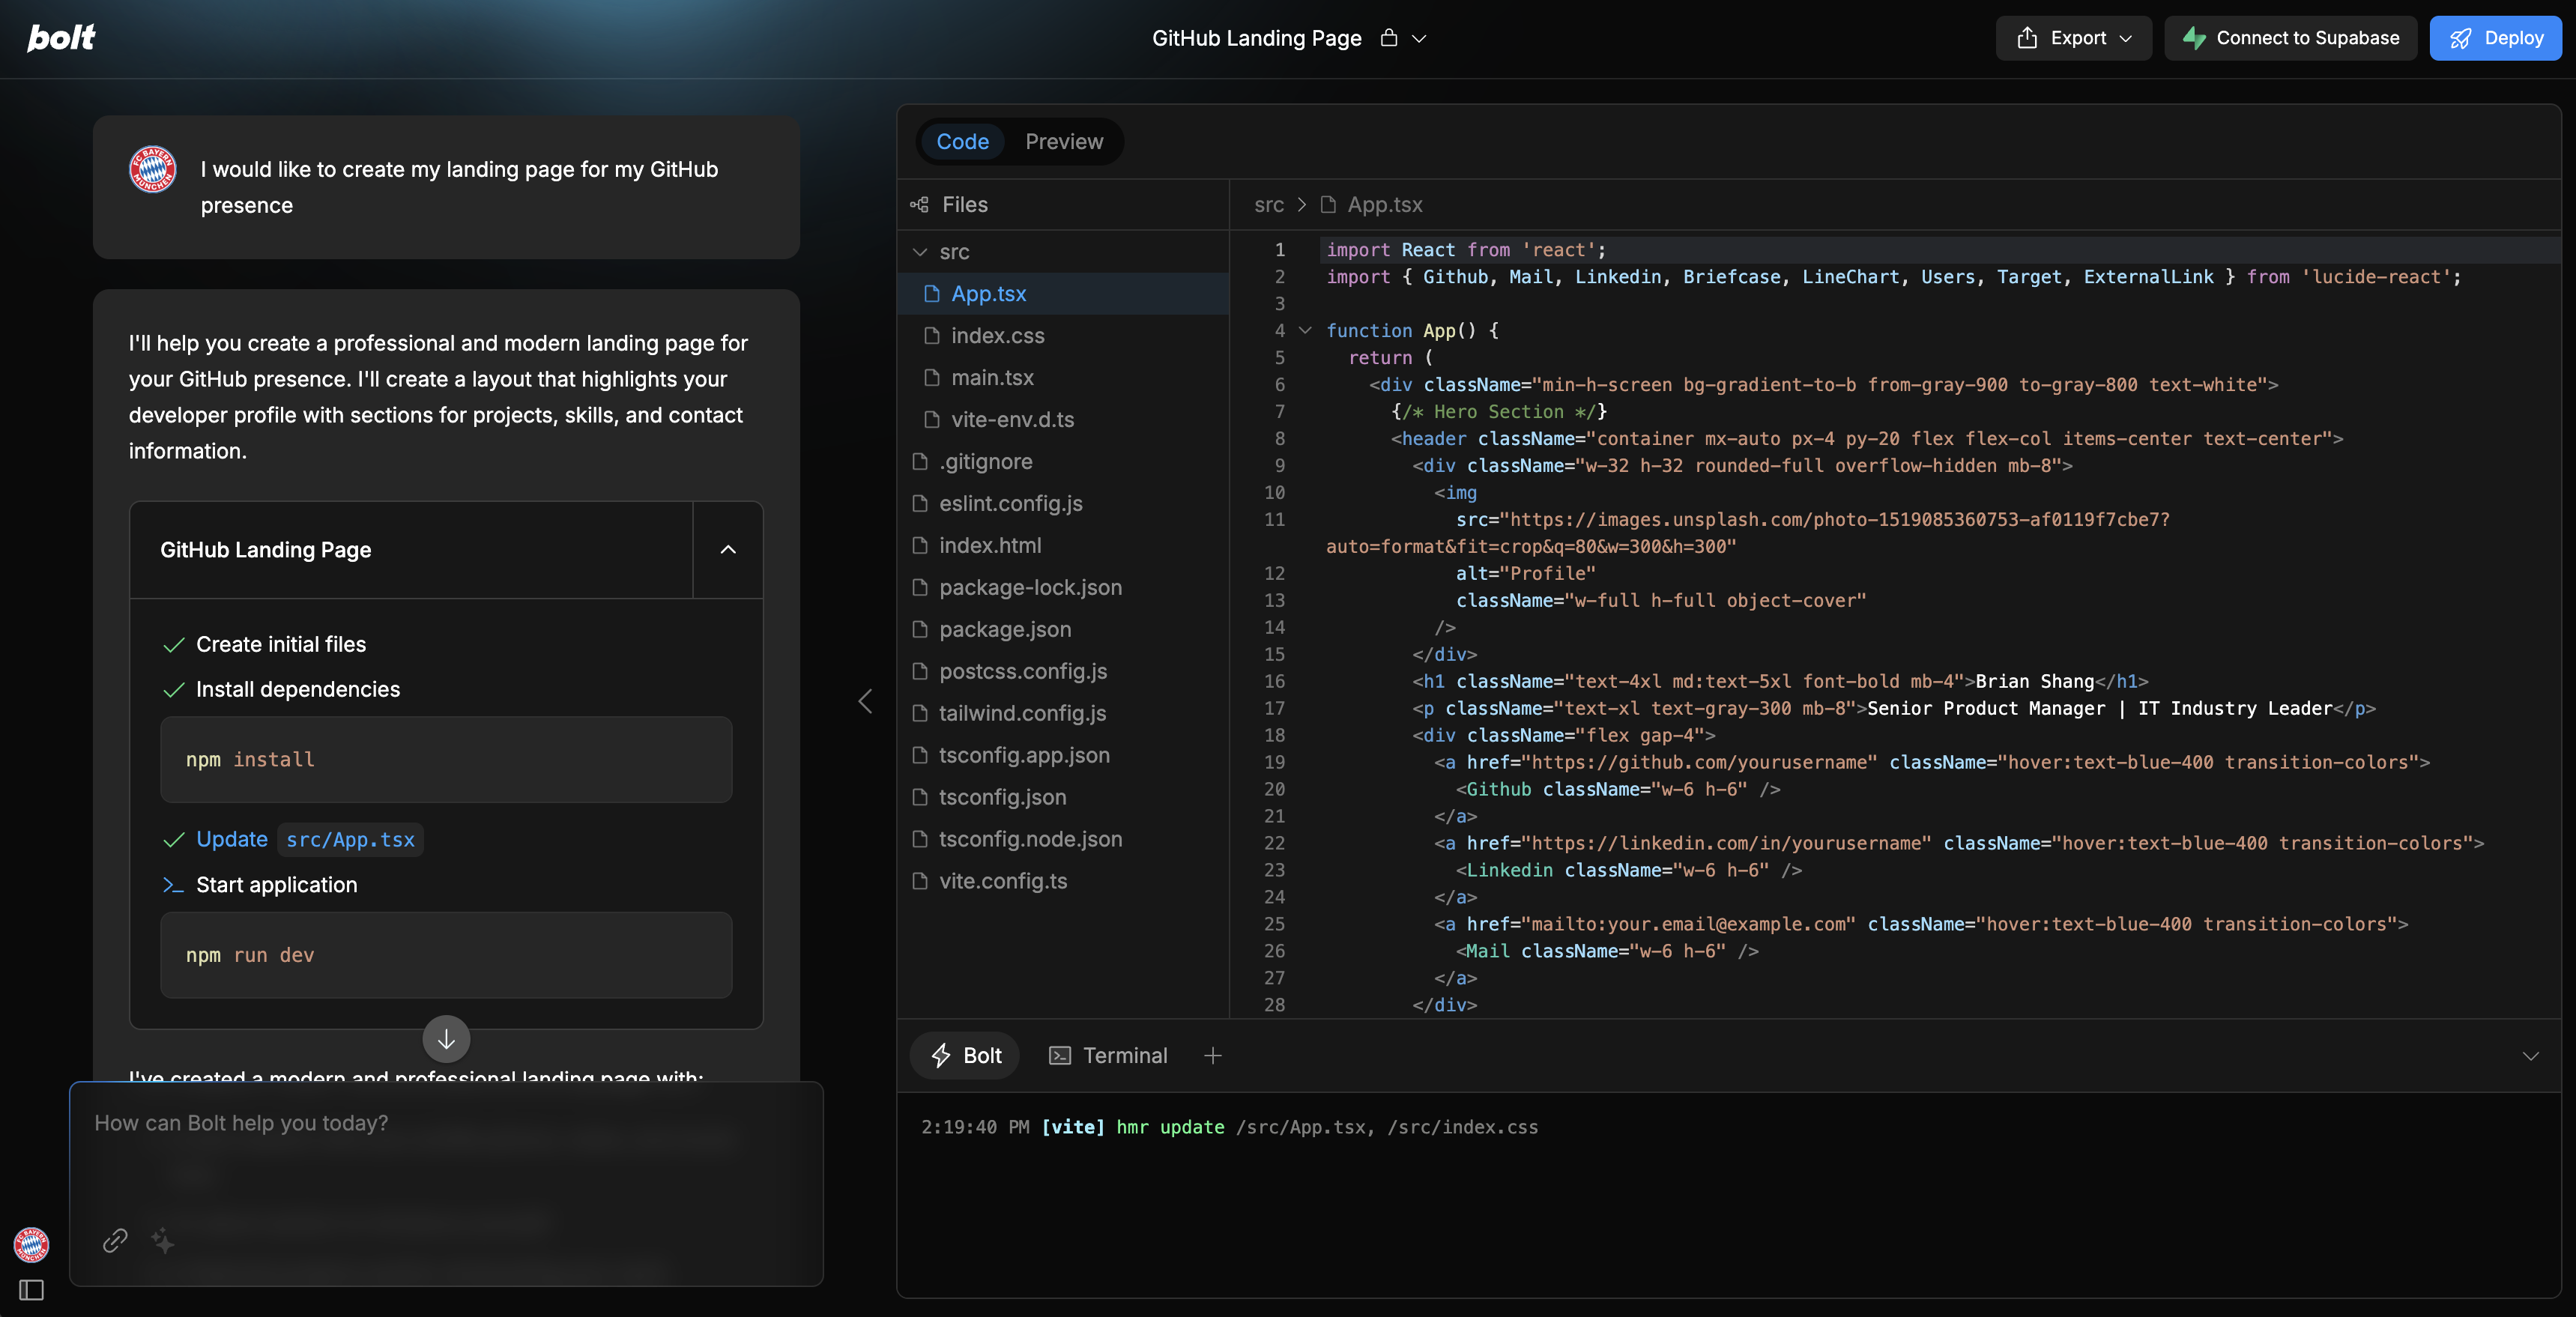 bolt
GitHub Landing Page
Export
Connect to Supabase
Deploy
I would like to create my landing page for my GitHub
presence
I'll help you create a professional and modern landing page for
your GitHub presence. I'll create a layout that highlights your
developer profile with sections for projects, skills, and contact
information.
GitHub Landing Page
Create initial files
Install dependencies
npm install
Update src/App.tsx
Start application
npm run dev
I've created a modern and professional landing page with:
How can Bolt help you today?
Code Preview
Files
src
App.tsx
index.css
main.tsx
vite-env.d.ts
.gitignore
eslint.config.js
index.html
package-lock.json
package.json
postcss.config.js
tailwind.config.js
tsconfig.app.json
tsconfig.json
tsconfig.node.json
vite.config.ts
src > App.tsx
1 import React from 'react';
2 import { Github, Mail, Linkedin, Briefcase, LineChart, Users, Target, ExternalLink } from 'lucide-react';
3
4 function App() {
5 return (
6 <div className="min-h-screen bg-gradient-to-b from-gray-900 to-gray-800 text-white">
7 {/* Hero Section */}
8 <header className="container mx-auto px-4 py-20 flex flex-col items-center text-center">
9 <div className="w-32 h-32 rounded-full overflow-hidden mb-8">
10 <img
11 src="https://images.unsplash.com/photo-1519085360753-af0119f7cbe7?
auto=format&fit=crop&q=80&w=300&h=300"
12 alt="Profile"
13 className="w-full h-full object-cover"
14 />
15 </div>
16 <h1 className="text-4xl md:text-5xl font-bold mb-4">Brian Shang</h1>
17 <p className="text-xl text-gray-300 mb-8">Senior Product Manager | IT Industry Leader</p>
18 <div className="flex gap-4">
19 <a href="https://github.com/yourusername" className="hover:text-blue-400 transition-colors">
20 <Github className="w-6 h-6" />
21 </a>
22 <a href="https://linkedin.com/in/yourusername" className="hover:text-blue-400 transition-colors">
23 <Linkedin className="w-6 h-6" />
24 </a>
25 <a href="mailto:your.email@example.com" className="hover:text-blue-400 transition-colors">
26 <Mail className="w-6 h-6" />
27 </a>
28 </div>
Bolt
Terminal
2:19:40 PM [vite] hmr update /src/App.tsx, /src/index.css
FC BAYERN
MÜNCHEN